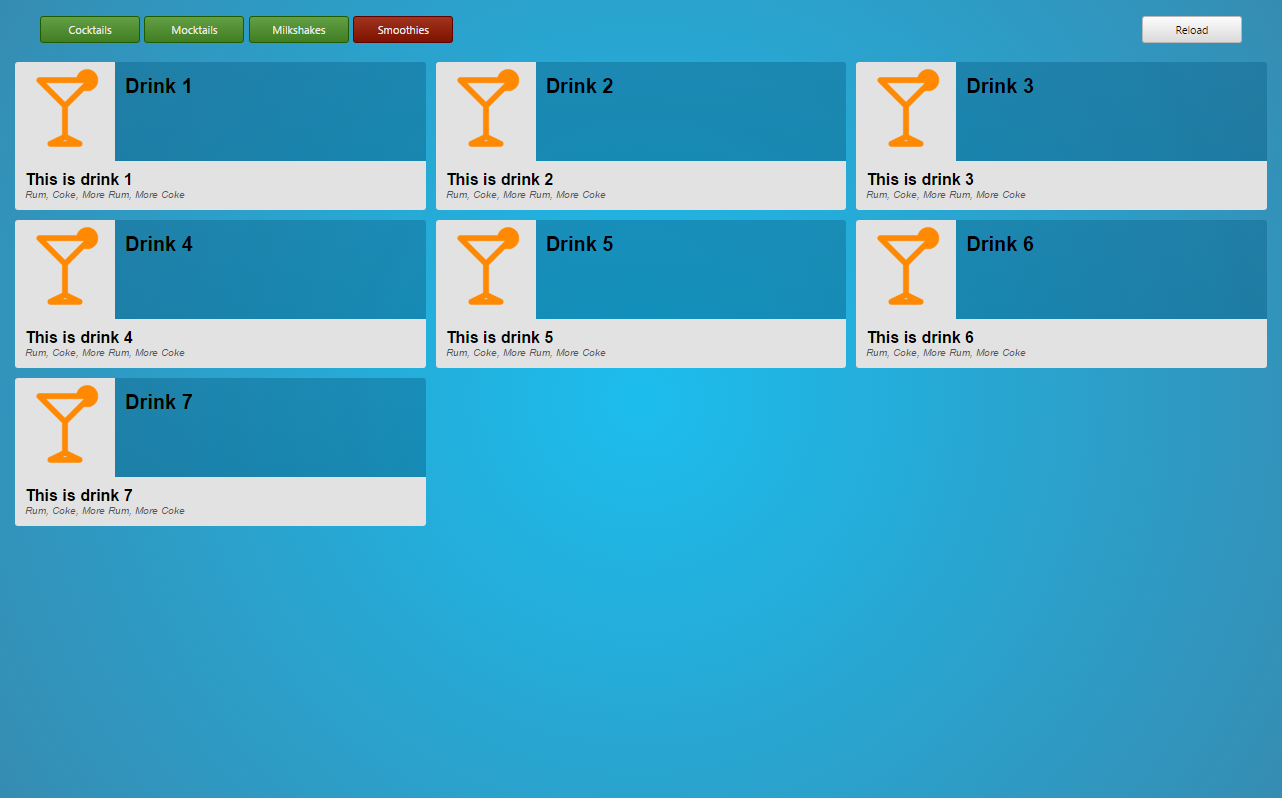 Cocktails
Mocktails
Milkshakes
Smoothies
Reload
Drink 1
This is drink 1
Rum, Coke, More Rum, More Coke
Drink 2
This is drink 2
Rum, Coke, More Rum, More Coke
Drink 3
This is drink 3
Rum, Coke, More Rum, More Coke
Drink 4
This is drink 4
Rum, Coke, More Rum, More Coke
Drink 5
This is drink 5
Rum, Coke, More Rum, More Coke
Drink 6
This is drink 6
Rum, Coke, More Rum, More Coke
Drink 7
This is drink 7
Rum, Coke, More Rum, More Coke